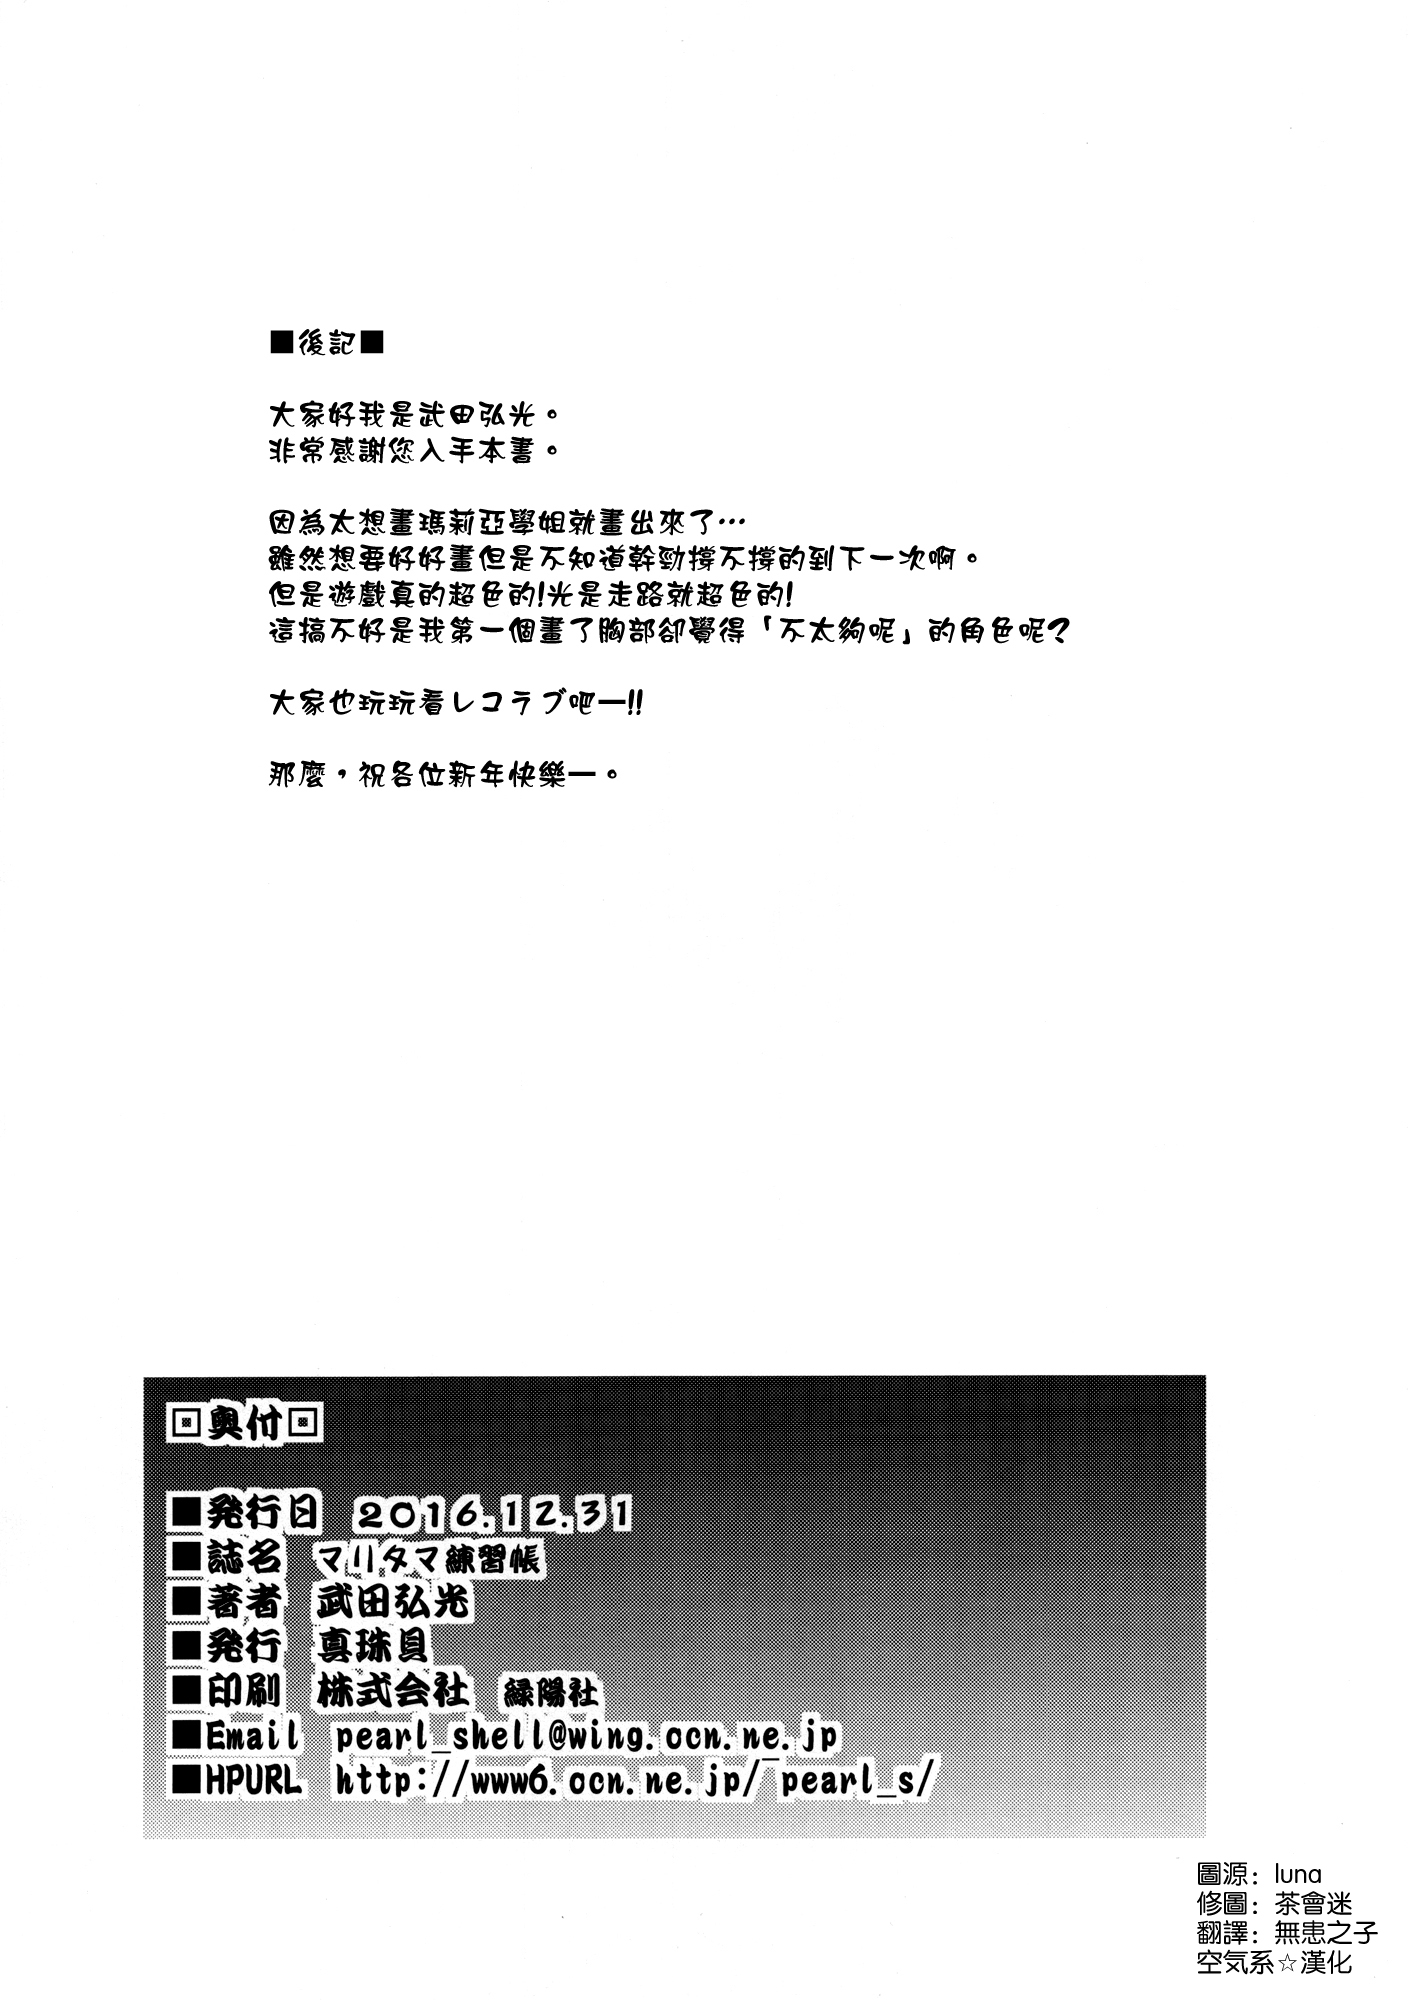 ■後記■
大家好我是武田弘光。
非常感謝您入手本書。
因為太想畫瑪莉亞學姐就畫出來了…
雖然想要好好畫但是不知道幹勁撐不撐的到下一次啊。
但是遊戲真的超色的!光是走路就超色的!
這搞不好是我第一個畫了胸部卻覺得「不太夠呢」的角色呢?
大家也玩玩看レコラブ吧—!!
那麼，祝各位新年快樂—。
回奥付回
■発行日 2016.12.31
■誌名 マリタマ練習帳
■著者 武田弘光
■発行 真珠貝
■印刷 株式会社 緑陽社
■Email pearl_shell@wing.ocn.ne.jp
■HPURL http://www6.ocn.ne.jp/~pearl_s/
圖源: luna
修圖: 茶會迷
翻譯: 無患之子
空気系☆漢化